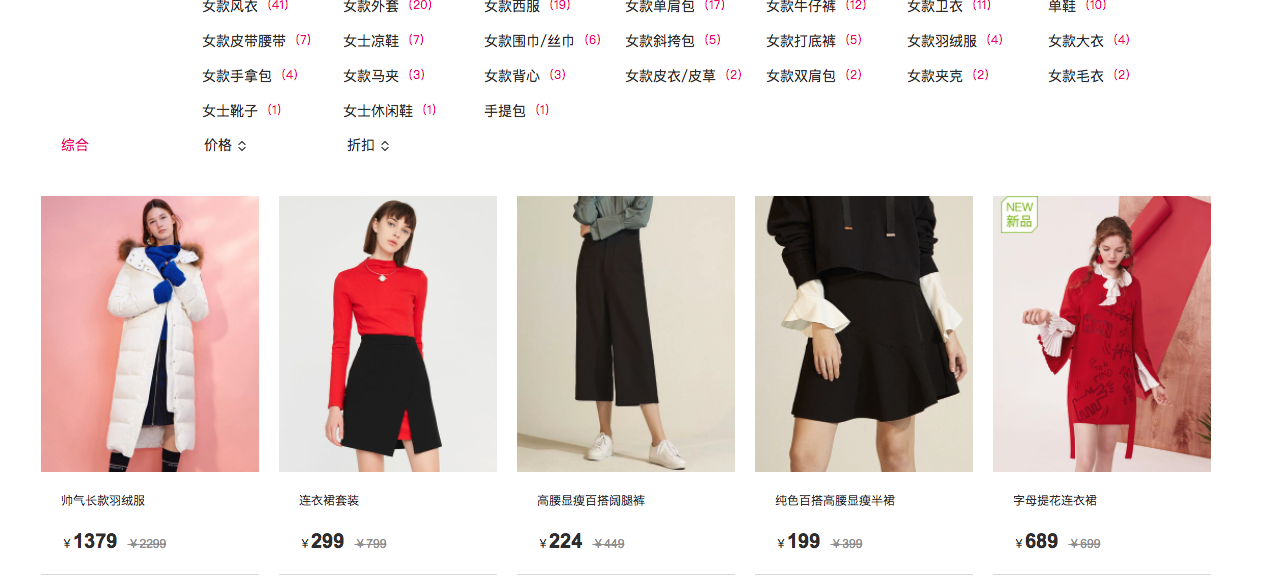 女款风衣 (41) 女款外套 (20) 女款西服 (19) 女款单肩包 (17) 女款牛仔裤 (12) 女款卫衣 (11) 单鞋 (10)
女款皮带腰带 (7) 女士凉鞋 (7) 女款围巾/丝巾 (6) 女款斜挎包 (5) 女款打底裤 (5) 女款羽绒服 (4) 女款大衣 (4)
女款手拿包 (4) 女款马夹 (3) 女款背心 (3) 女款皮衣/皮草 (2) 女款双肩包 (2) 女款夹克 (2) 女款毛衣 (2)
女士靴子 (1) 女士休闲鞋 (1) 手提包 (1)
综合 价格 折扣
NEW
新品
帅气长款羽绒服 连衣裙套装 高腰显瘦百搭阔腿裤 纯色百搭高腰显瘦半裙 字母提花连衣裙
¥1379 ¥2299 ¥299 ¥799 ¥224 ¥449 ¥199 ¥399 ¥689 ¥699